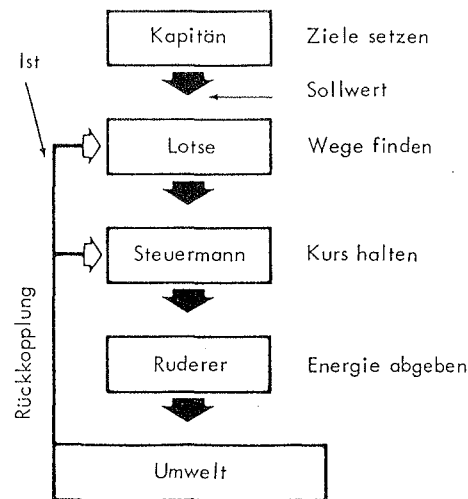 Kapitän
Ziele setzen
Ist
Sollwert
Lotse
Wege finden
Steuermann
Kurs halten
Rückkopplung
Ruderer
Energie abgeben
Umwelt